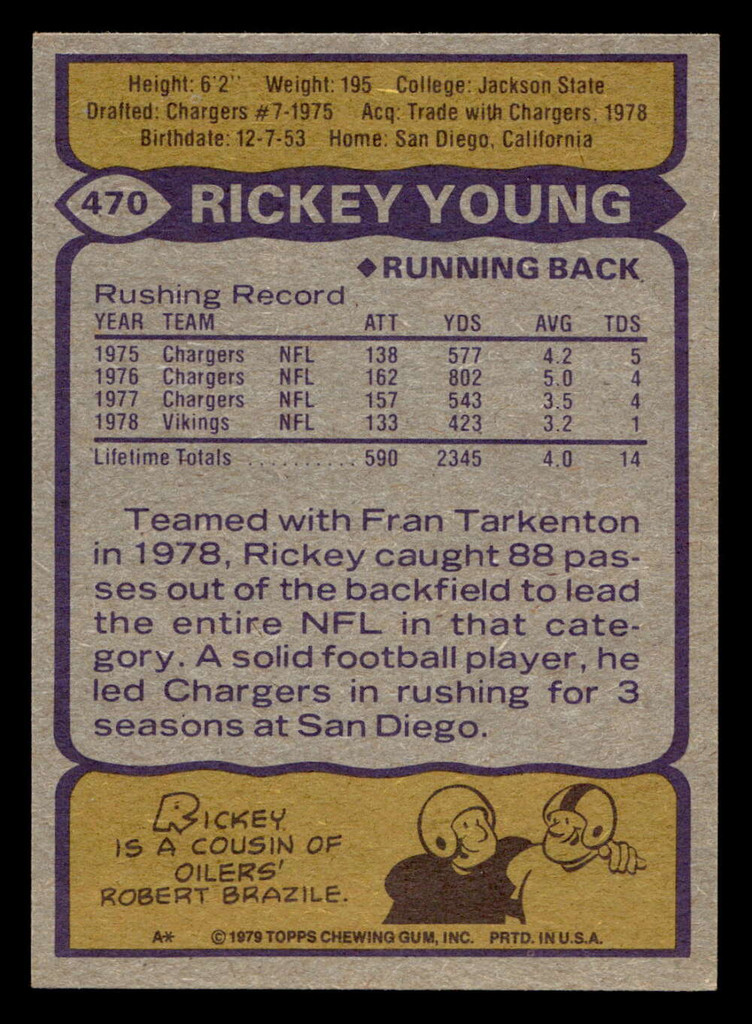 Height: 6'2" Weight: 195 College: Jackson State
Drafted: Chargers #7-1975 Acq: Trade with Chargers, 1978
Birthdate: 12-7-53 Home: San Diego, California
470 RICKEY YOUNG
◆RUNNING BACK
Rushing Record
YEAR TEAM ATT YDS AVG TDS
1975 Chargers NFL 138 577 4.2 5
1976 Chargers NFL 162 802 5.0 4
1977 Chargers NFL 157 543 3.5 4
1978 Vikings NFL 133 423 3.2 1
Lifetime Totals .......... 590 2345 4.0 14
Teamed with Fran Tarkenton
in 1978, Rickey caught 88 pas-
ses out of the backfield to lead
the entire NFL in that cate-
gory. A solid football player, he
led Chargers in rushing for 3
seasons at San Diego.
RICKEY
IS A COUSIN OF
OILERS'
ROBERT BRAZILE.
A* ©1979 TOPPS CHEWING GUM, INC. PRTD. IN U.S.A.